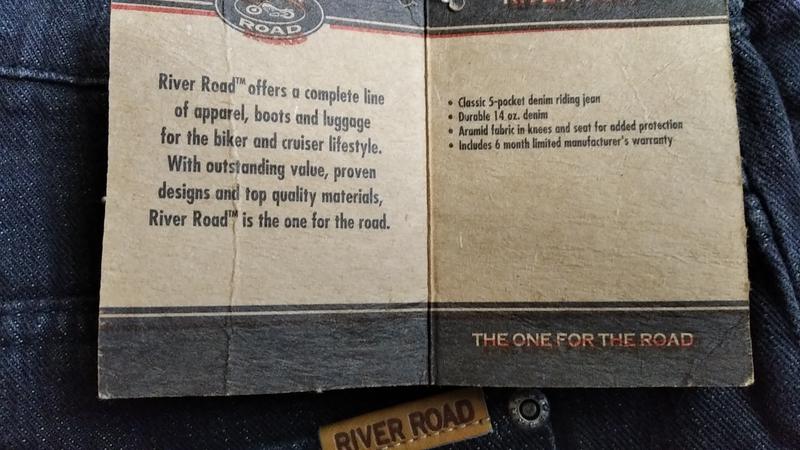 ROAD
River Road™ offers a complete line
of apparel, boots and luggage
for the biker and cruiser lifestyle.
With outstanding value, proven
designs and top quality materials,
River Road™ is the one for the road.
• Classic 5-pocket denim riding jean
• Durable 14 oz. denim
• Aramid fabric in knees and seat for added protection
• Includes 6 month limited manufacturer's warranty
THE ONE FOR THE ROAD
RIVER ROAD